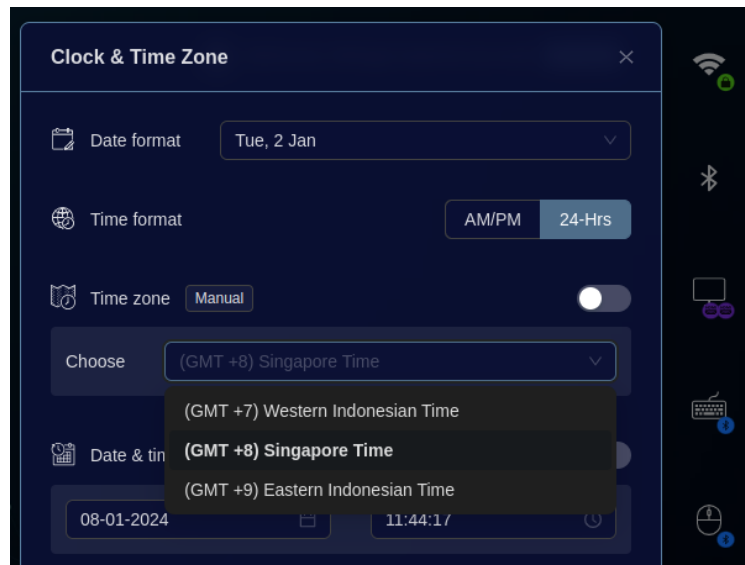 Clock & Time Zone
Date format Tue, 2 Jan
Time format AM/PM 24-Hrs
Time zone Manual
Choose (GMT +8) Singapore Time
(GMT +7) Western Indonesian Time
(GMT +8) Singapore Time
Date & tim
(GMT +9) Eastern Indonesian Time
08-01-2024 11:44:17